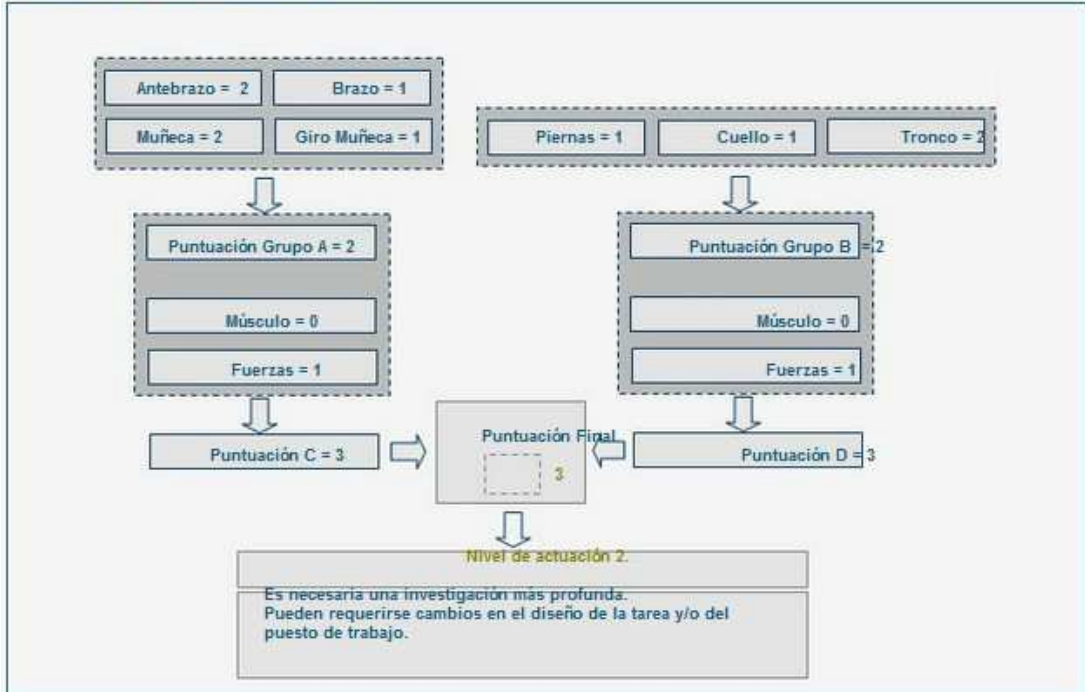 Antebrazo = 2
Brazo = 1
Muñeca = 2
Giro Muñeca = 1
Piernas = 1
Cuello = 1
Tronco = 2
Puntuación Grupo A = 2
Músculo = 0
Fuerzas = 1
Puntuación C = 3
Puntuación Grupo B = 2
Músculo = 0
Fuerzas = 1
Puntuación D = 3
Puntuación Final
3
Nivel de actuación 2.
Es necesaria una investigación más profunda.
Pueden requerirse cambios en el diseño de la tarea y/o del
puesto de trabajo.